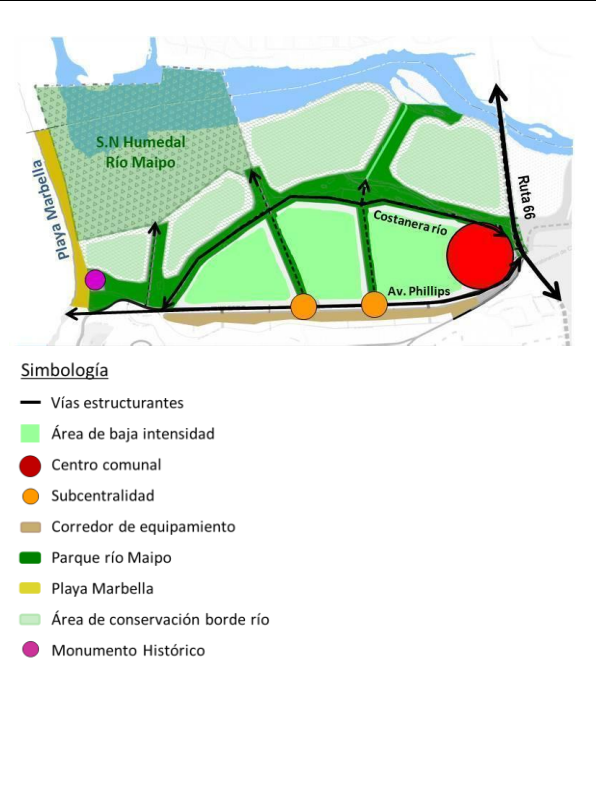 S.N Humedal
Río Maipo
Playa Marbella
Ruta 66
Costanera río
Av. Phillips
Simbología
Vías estructurantes
Área de baja intensidad
Centro comunal
Subcentralidad
Corredor de equipamiento
Parque río Maipo
Playa Marbella
Área de conservación borde río
Monumento Histórico